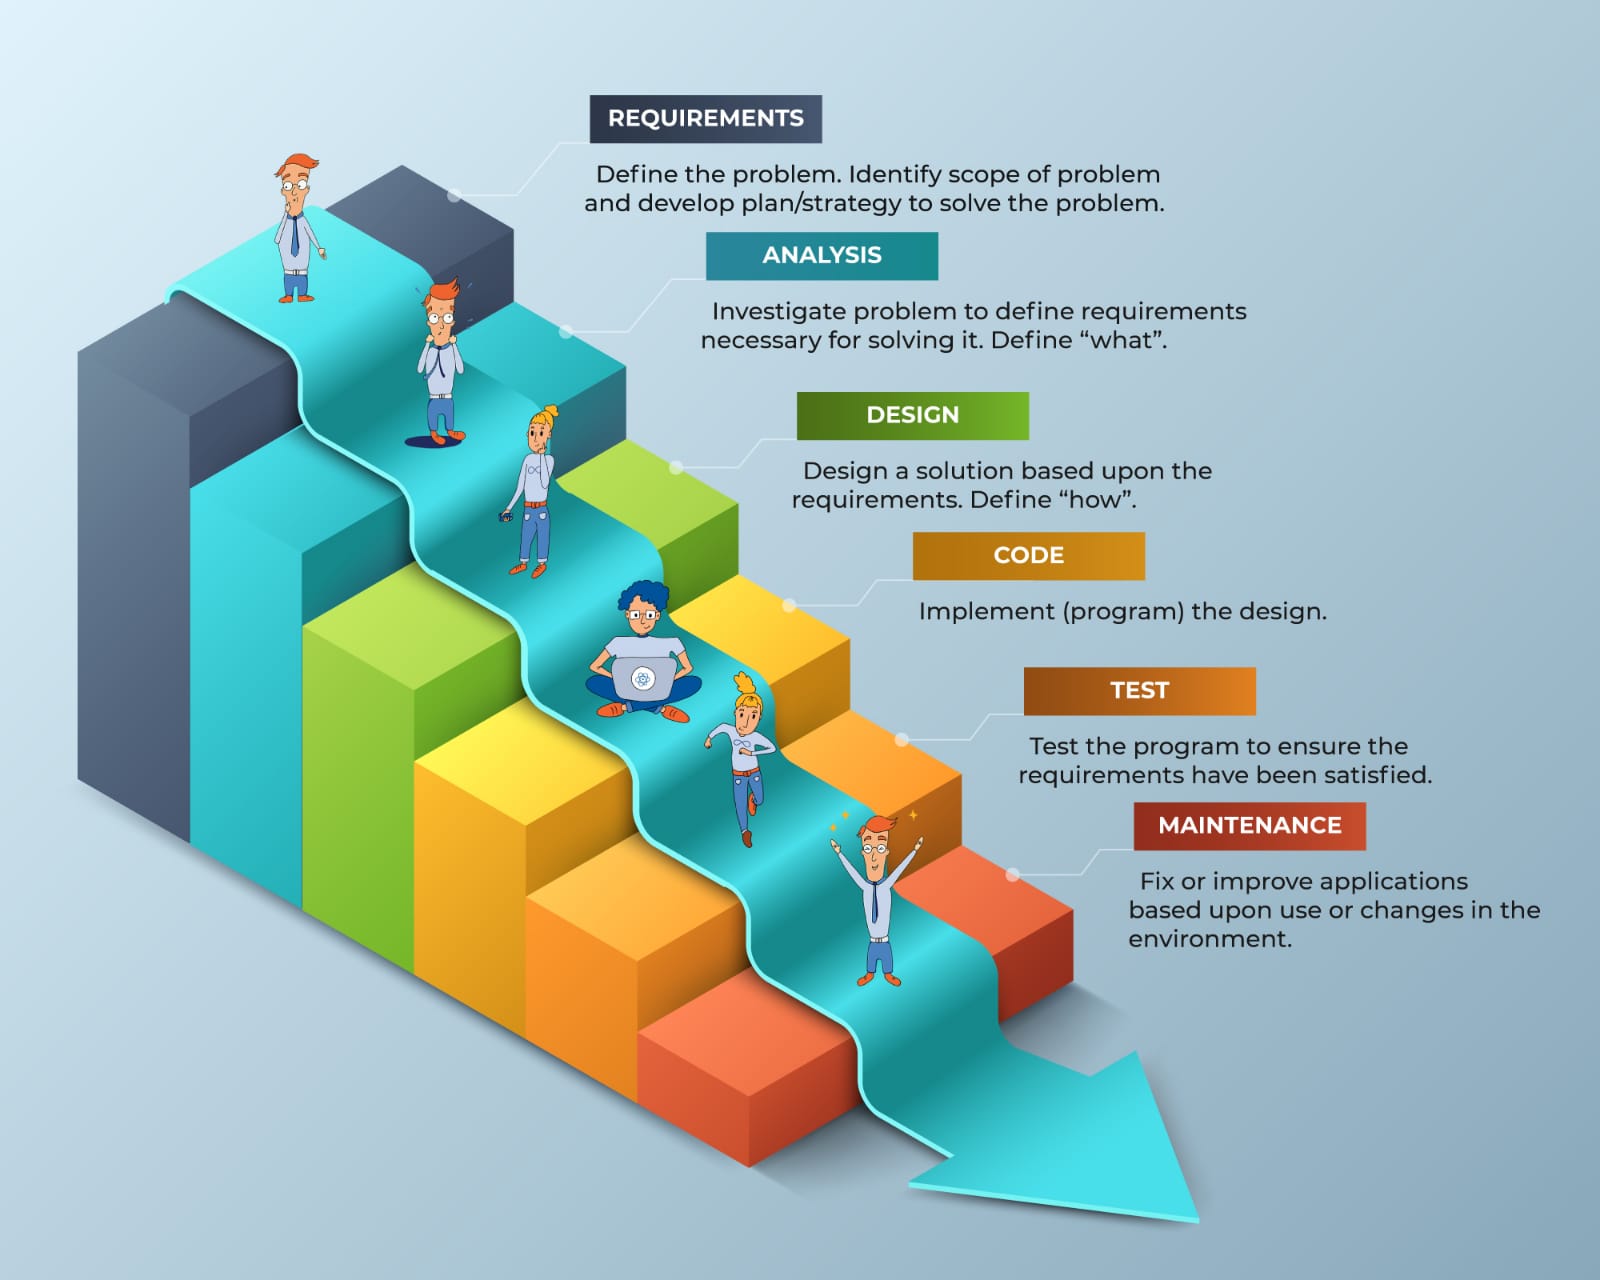 REQUIREMENTS
Define the problem. Identify scope of problem
and develop plan/strategy to solve the problem.
ANALYSIS
Investigate problem to define requirements
necessary for solving it. Define “what”.
DESIGN
Design a solution based upon the
requirements. Define “how”.
CODE
Implement (program) the design.
TEST
Test the program to ensure the
requirements have been satisfied.
MAINTENANCE
Fix or improve applications
based upon use or changes in the
environment.